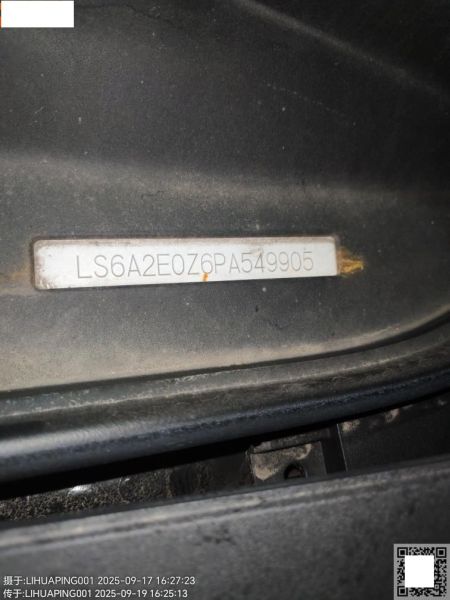 LS6A2E0Z6PA549905
摄于:LIHUAPING001 2025-09-17 16:27:23
传于:LIHUAPING001 2025-09-19 16:25:13